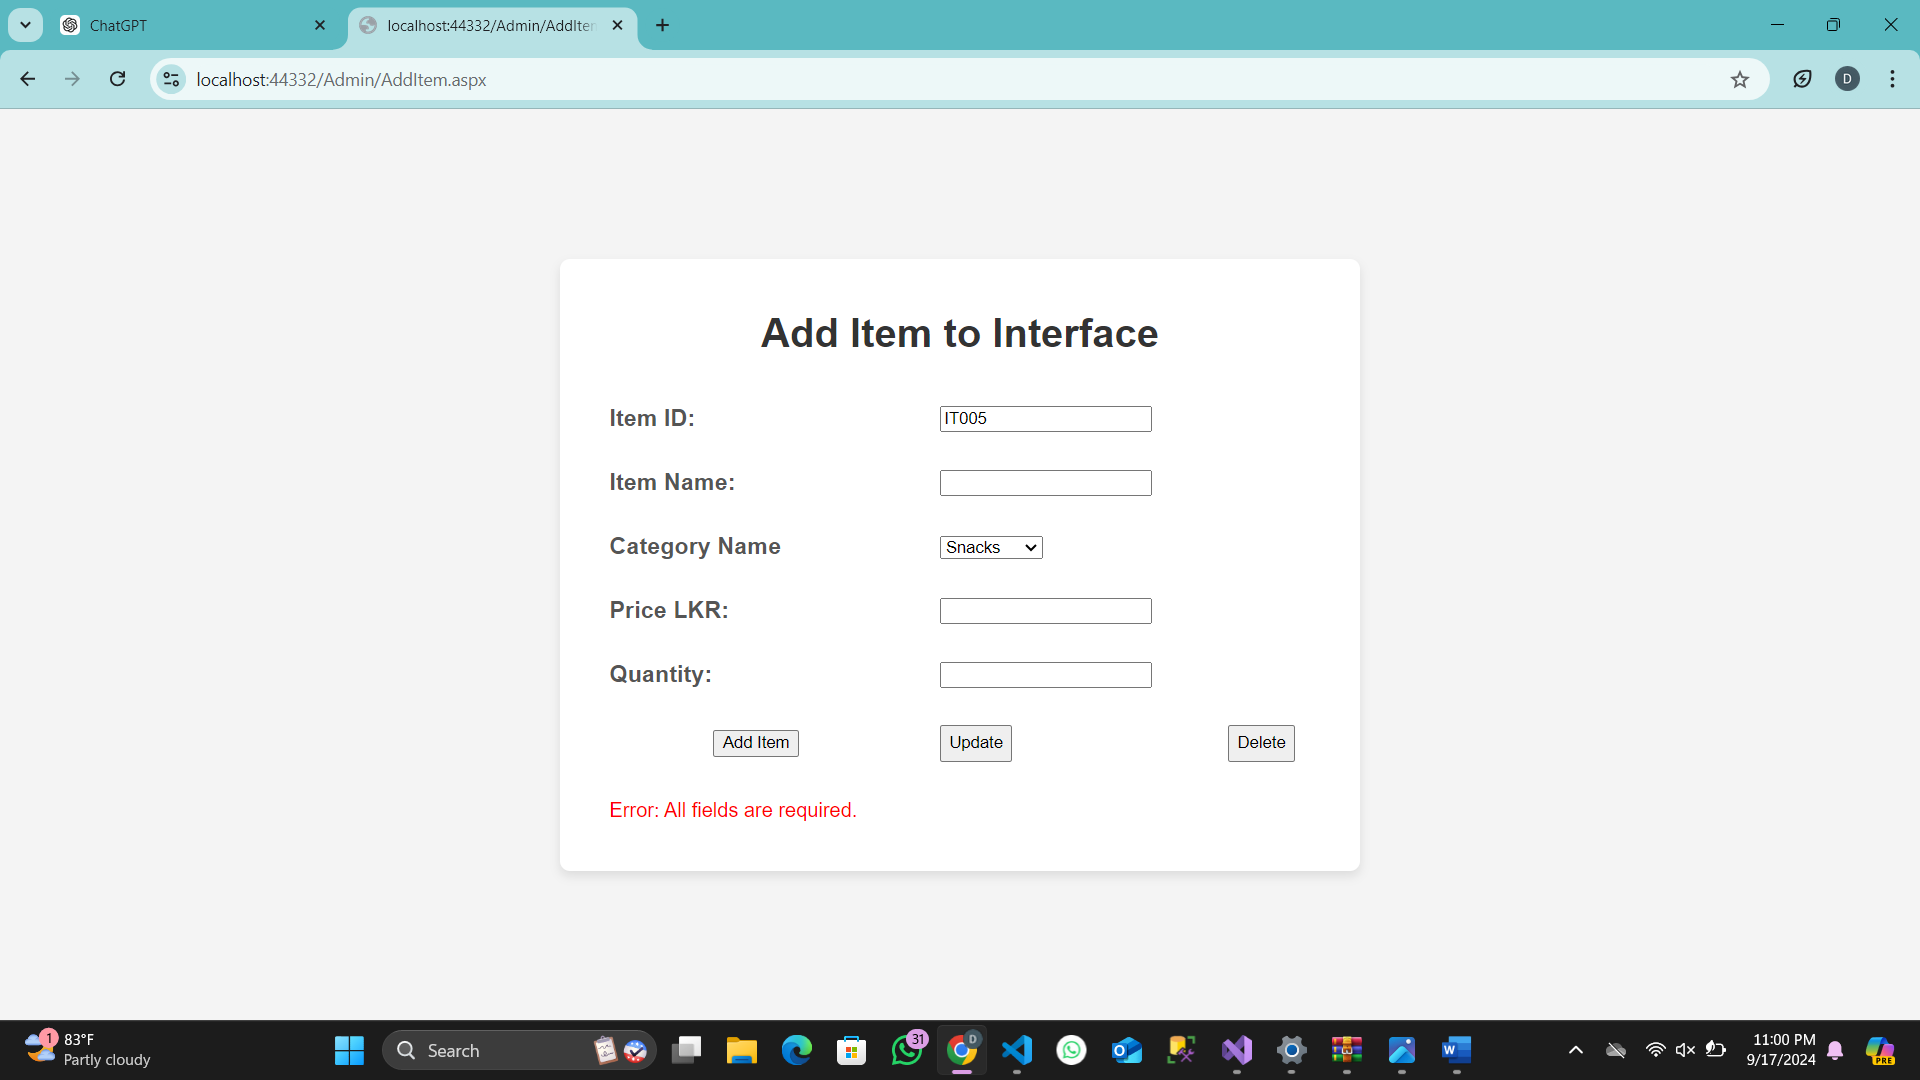 ChatGPT
localhost:44332/Admin/AddIten
localhost:44332/Admin/AddItem.aspx
D
Add Item to Interface
Item ID: IT005
Item Name:
Category Name Snacks
Price LKR:
Quantity:
Add Item Update Delete
Error: All fields are required.
1
83°F
Partly cloudy
Search
31
D
W
11:00 PM
9/17/2024
PRE